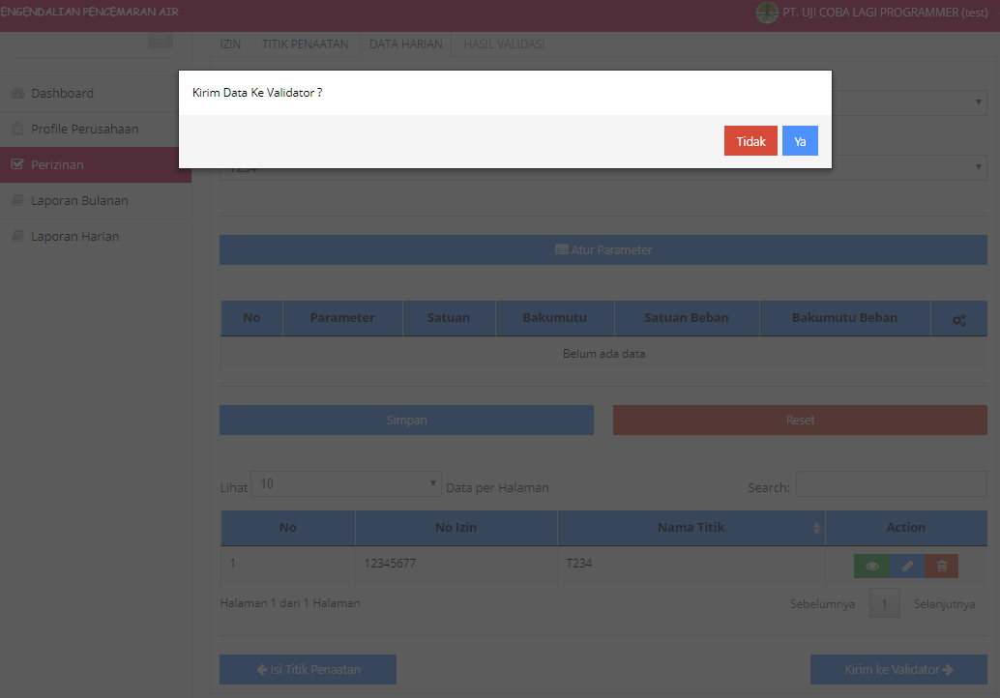 ENGENDALIAN PENCEMARAN AIR
PT. UJI COBA LAGI PROGRAMMER (test)
IZIN TITIK PENAATAN DATA HARIAN HASIL VALIDASI
Kirim Data Ke Validator ?
Tidak Ya
Dashboard
Profile Perusahaan
Perizinan
Laporan Bulanan
Laporan Harian
T234
Atur Parameter
No Parameter Satuan Bakumutu Satuan Beban Bakumutu Beban
Belum ada data
Simpan Reset
Lihat 10 Data per Halaman Search:
No No Izin Nama Titik Action
1 12345677 T234
Halaman 1 dari 1 Halaman Sebelumnya 1 Selanjutnya
Isi Titik Penaatan Kirim ke Validator